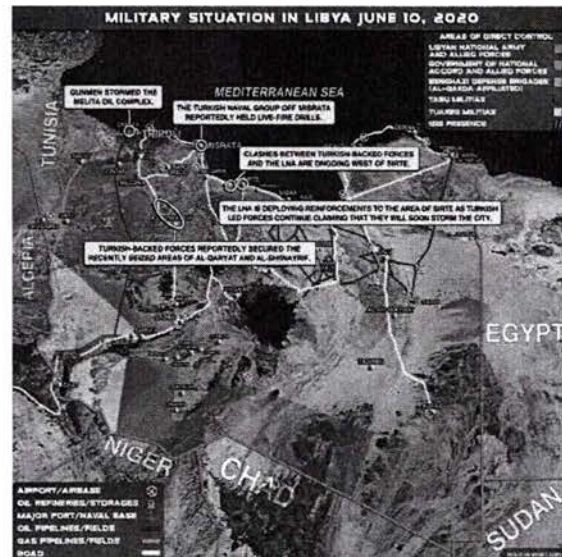 MILITARY SITUATION IN LIBYA JUNE 10, 2020
AREAS OF DIRECT CONTROL
LIBYAN NATIONAL ARMY
AND ALLIED FORCES
GOVERNMENT OF NATIONAL
ACCORD AND ALLIED FORCES
BENGHAZI DEFENSE BRIGADES
(AL-QAEDA AFFILIATED)
TABU MILITIAS
TUAREG MILITIAS
ISIS PRESENCE
MEDITERRANEAN SEA
GUNMEN STORMED THE
MELITA OIL COMPLEX.
THE TURKISH NAVAL GROUP OFF MISRATA
REPORTEDLY HELD LIVE-FIRE DRILLS.
TUNISIA
TRIPOLI
MISRATA
CLASHES BETWEEN TURKISH-BACKED FORCES
AND THE LNA ARE ONGOING WEST OF SIRTE.
THE LNA IS DEPLOYING REINFORCEMENTS TO THE AREA OF SIRTE AS TURKISH
LED FORCES CONTINUE CLAIMING THAT THEY WILL SOON STORM THE CITY.
TURKISH-BACKED FORCES REPORTEDLY SECURED THE
RECENTLY SEIZED AREAS OF AL-QARYAT AND AL-SHWAYRIF.
ALGERIA
EGYPT
NIGER
CHAD
SUDAN
AIRPORT/AIRBASE
OIL REFINERIES/STORAGES
MAJOR PORT/NAVAL BASE
OIL PIPELINES/FIELDS
GAS PIPELINES/FIELDS
ROAD